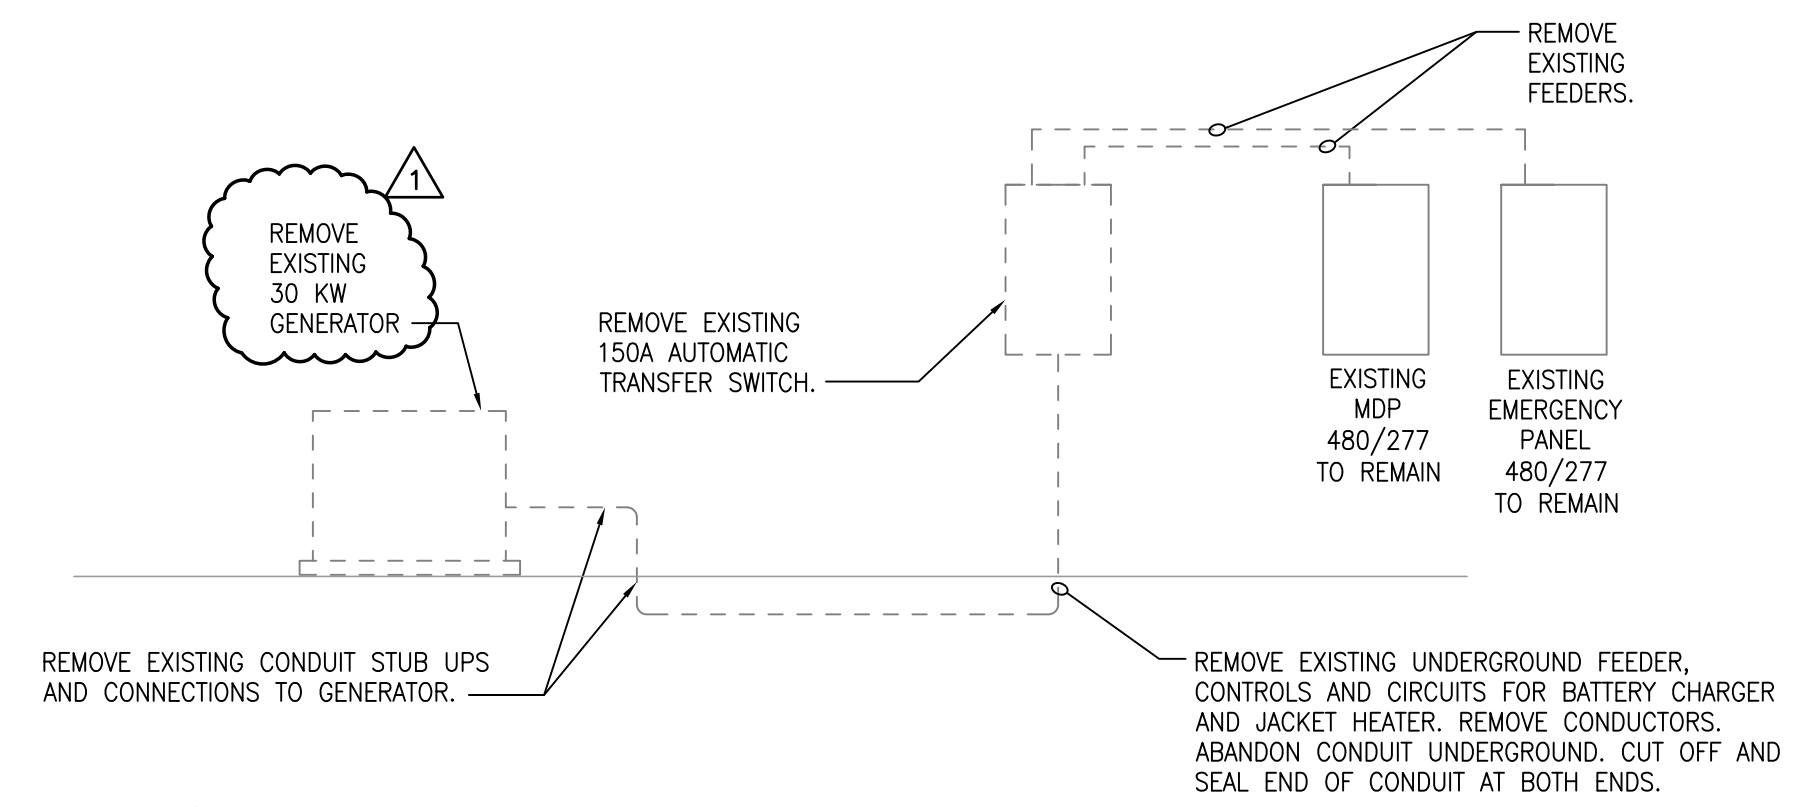 REMOVE
EXISTING
FEEDERS.
1
REMOVE
EXISTING
30 KW
GENERATOR
REMOVE EXISTING
150A AUTOMATIC
TRANSFER SWITCH.
EXISTING
MDP
480/277
TO REMAIN
EXISTING
EMERGENCY
PANEL
480/277
TO REMAIN
REMOVE EXISTING CONDUIT STUB UPS
AND CONNECTIONS TO GENERATOR.
REMOVE EXISTING UNDERGROUND FEEDER,
CONTROLS AND CIRCUITS FOR BATTERY CHARGER
AND JACKET HEATER. REMOVE CONDUCTORS.
ABANDON CONDUIT UNDERGROUND. CUT OFF AND
SEAL END OF CONDUIT AT BOTH ENDS.